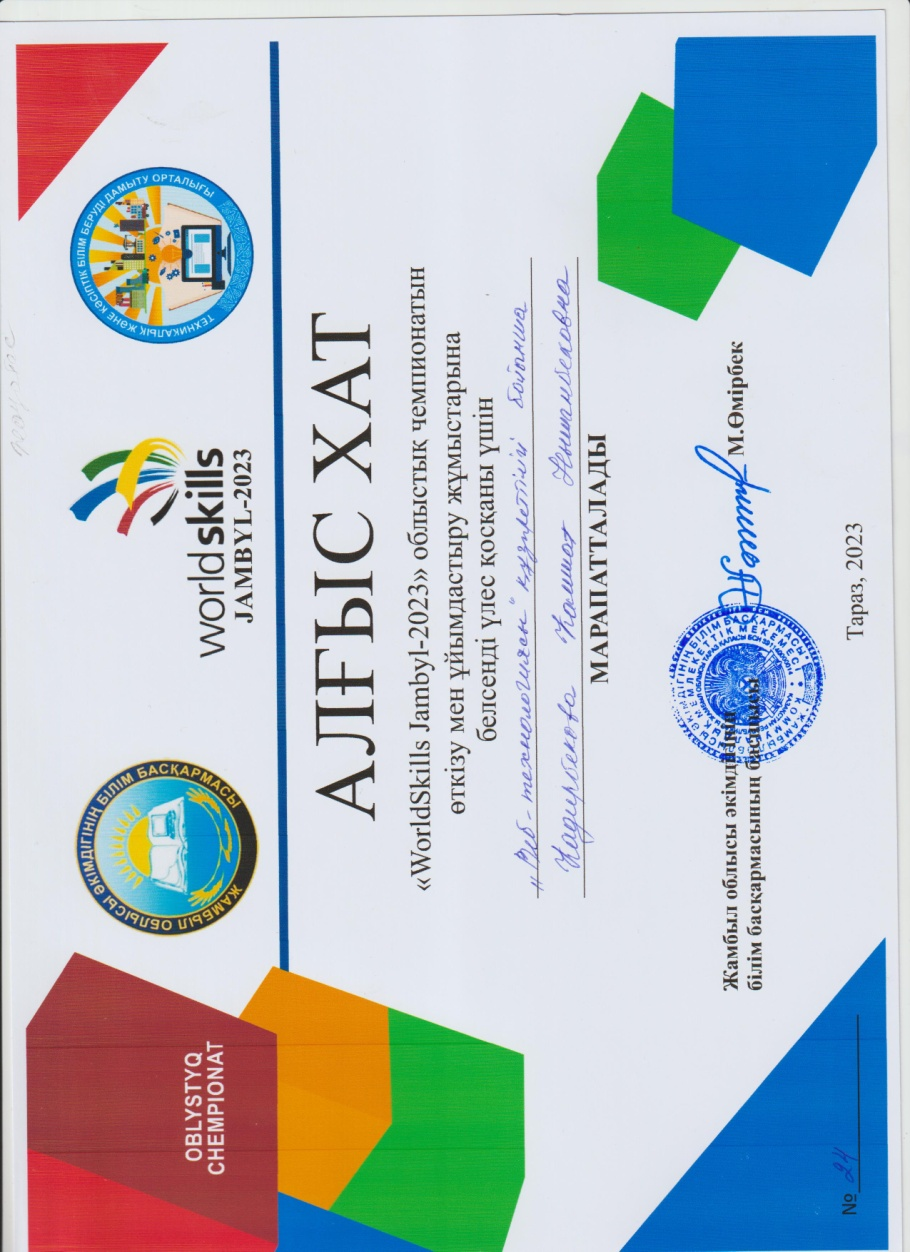 ЖАМБЫЛ ОБЛЫСЫ ӘКІМДІГІНІҢ БІЛІМ БАСҚАРМАСЫ
worldskills
JAMBYL-2023
ТЕХНИКАЛЫҚ ЖӘНЕ КӘСІПТІК БІЛІМ БЕРУДІ ДАМЫТУ ОРТАЛЫҒЫ
OBLYSTYQ
CHEMPIONAT
АЛҒЫС ХАТ
«WorldSkills Jambyl-2023» облыстық чемпионатын
өткізу мен ұйымдастыру жұмыстарына
белсенді үлес қосқаны үшін
"Веб-технологиясы" құзіреттілігі бойынша
Кадирбекова Камшат
МАРАПАТТАЛАДЫ
Жамбыл облысы әкімдігінің
білім басқармасының басшысы
М.Өмірбек
Тараз, 2023
№ 24